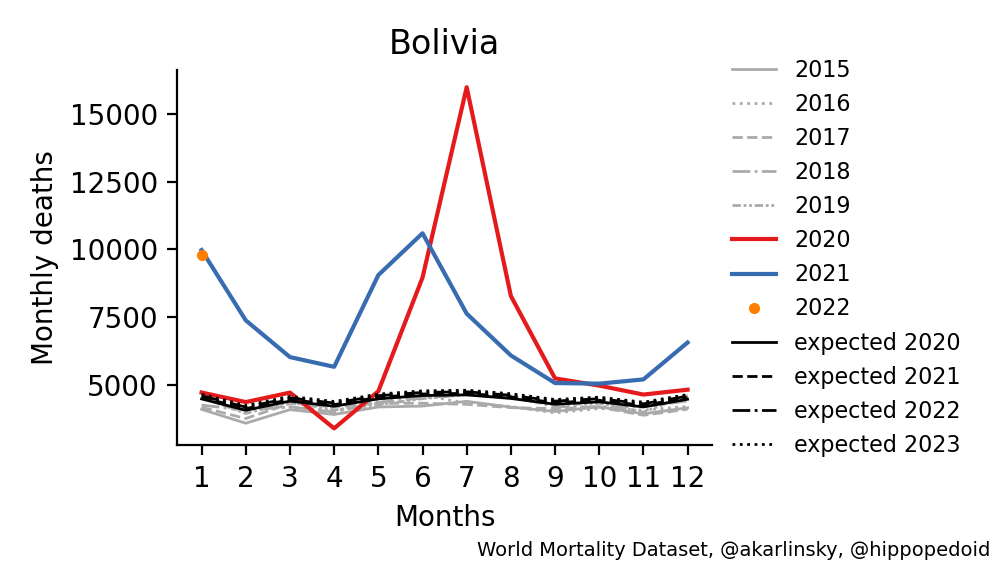 Bolivia
Monthly deaths
15000
12500
10000
7500
5000
1 2 3 4 5 6 7 8 9 10 11 12
Months
2015
2016
2017
2018
2019
2020
2021
2022
expected 2020
expected 2021
expected 2022
expected 2023
World Mortality Dataset, @akarlinsky, @hippopedoid